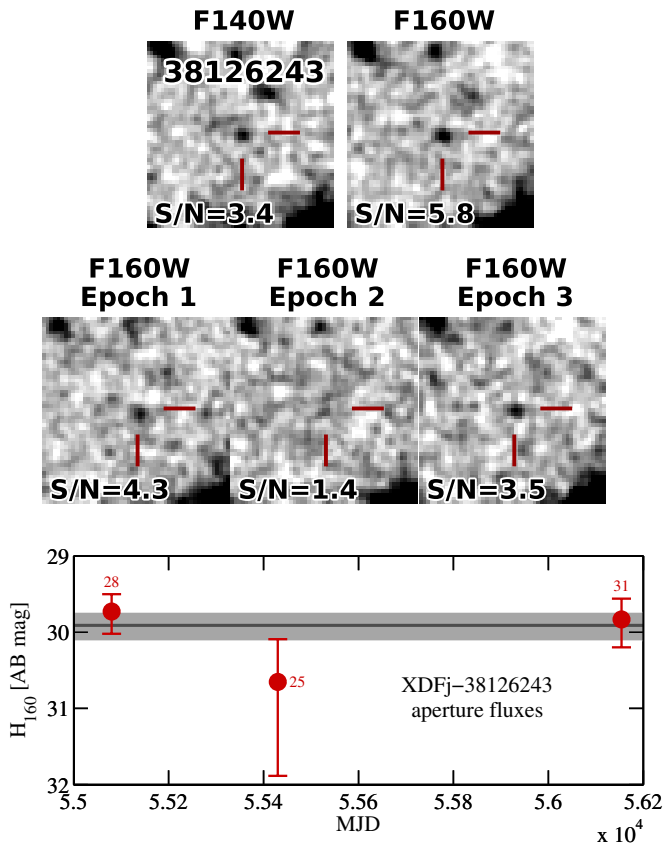 F140W F160W
38126243
S/N=3.4 S/N=5.8
F160W F160W F160W
Epoch 1 Epoch 2 Epoch 3
S/N=4.3 S/N=1.4 S/N=3.5
29
28
31
30
25
XDFj−38126243
aperture fluxes
31
32
H160 [AB mag]
5.5 5.52 5.54 5.56 5.58 5.6 5.62
MJD
x 10⁴